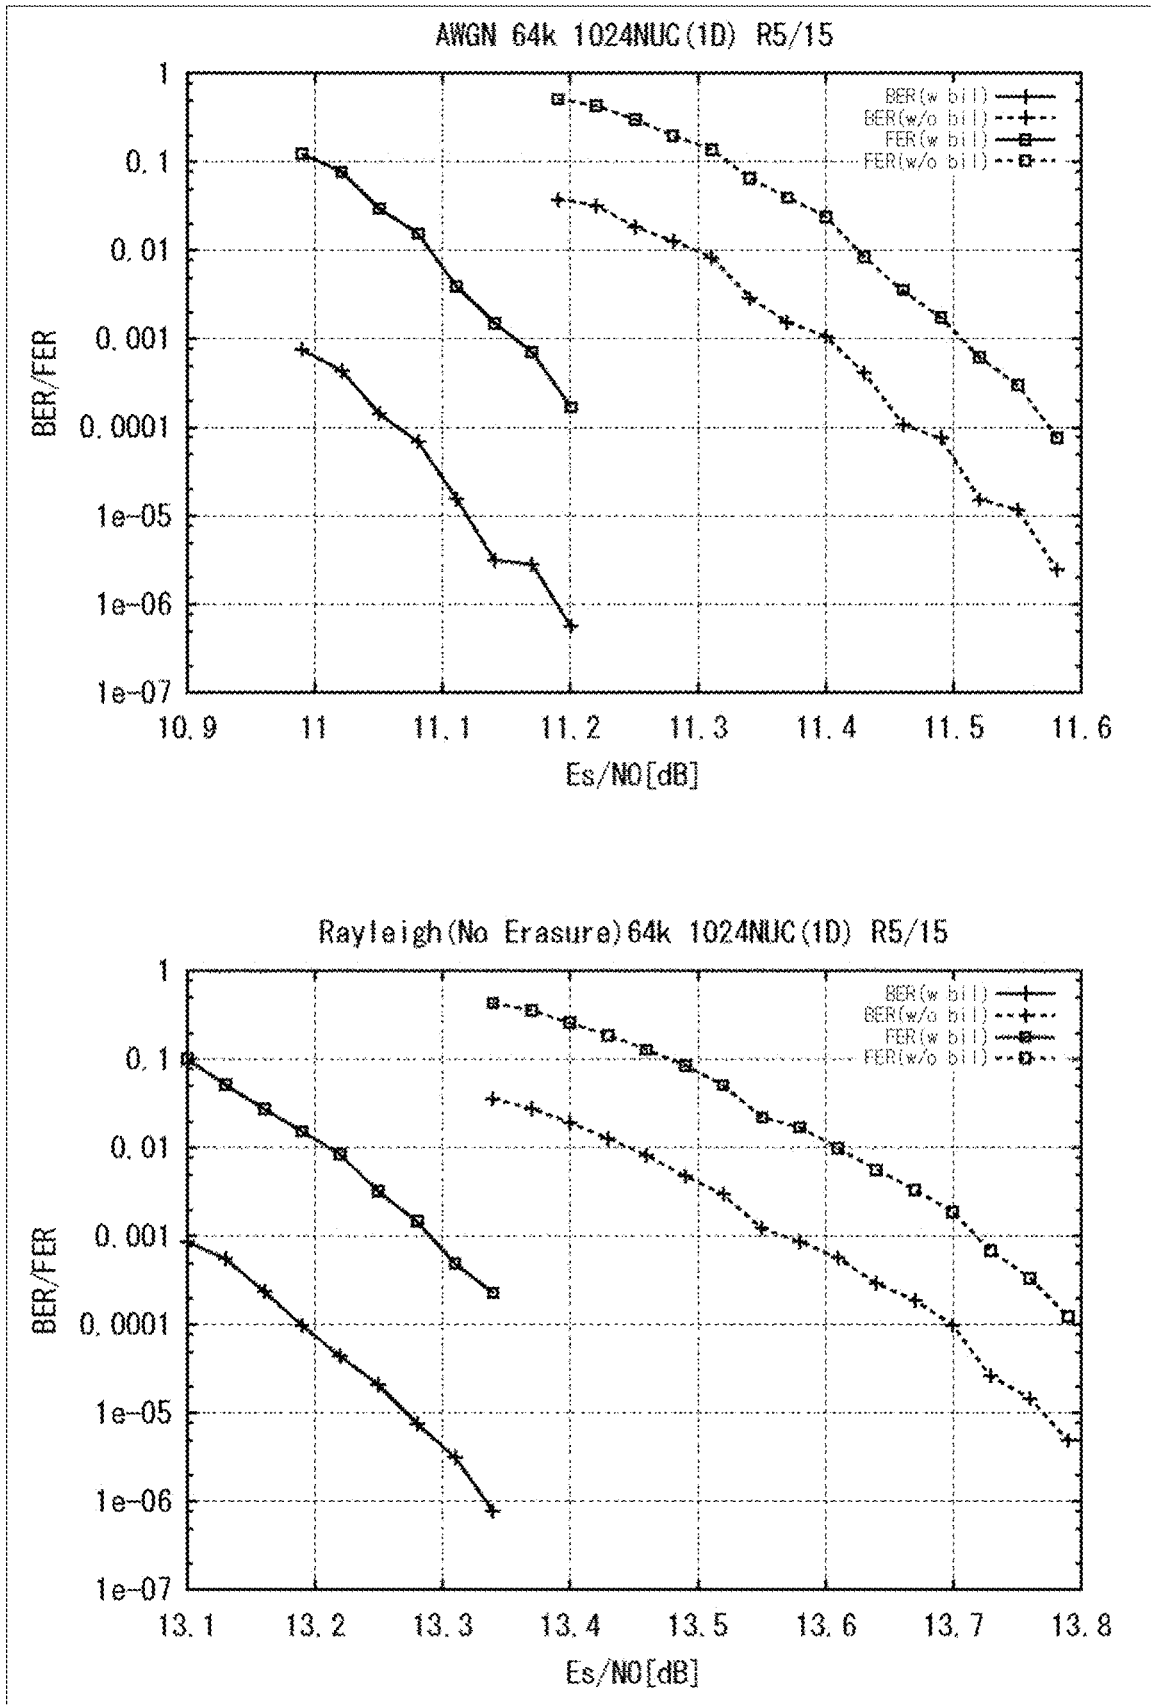 AWGN 64k 1024NUC(1D) R5/15
BER(w bil)
BER(w/o bil)
FER(w bil)
FER(w/o bil)
1
0.1
0.01
0.001
0.0001
1e-05
1e-06
1e-07
BER/FER
10.9 11 11.1 11.2 11.3 11.4 11.5 11.6
Es/N0[dB]
Rayleigh(No Erasure)64k 1024NUC(1D) R5/15
BER(w bil)
BER(w/o bil)
FER(w bil)
FER(w/o bil)
1
0.1
0.01
0.001
0.0001
1e-05
1e-06
1e-07
BER/FER
13.1 13.2 13.3 13.4 13.5 13.6 13.7 13.8
Es/N0[dB]